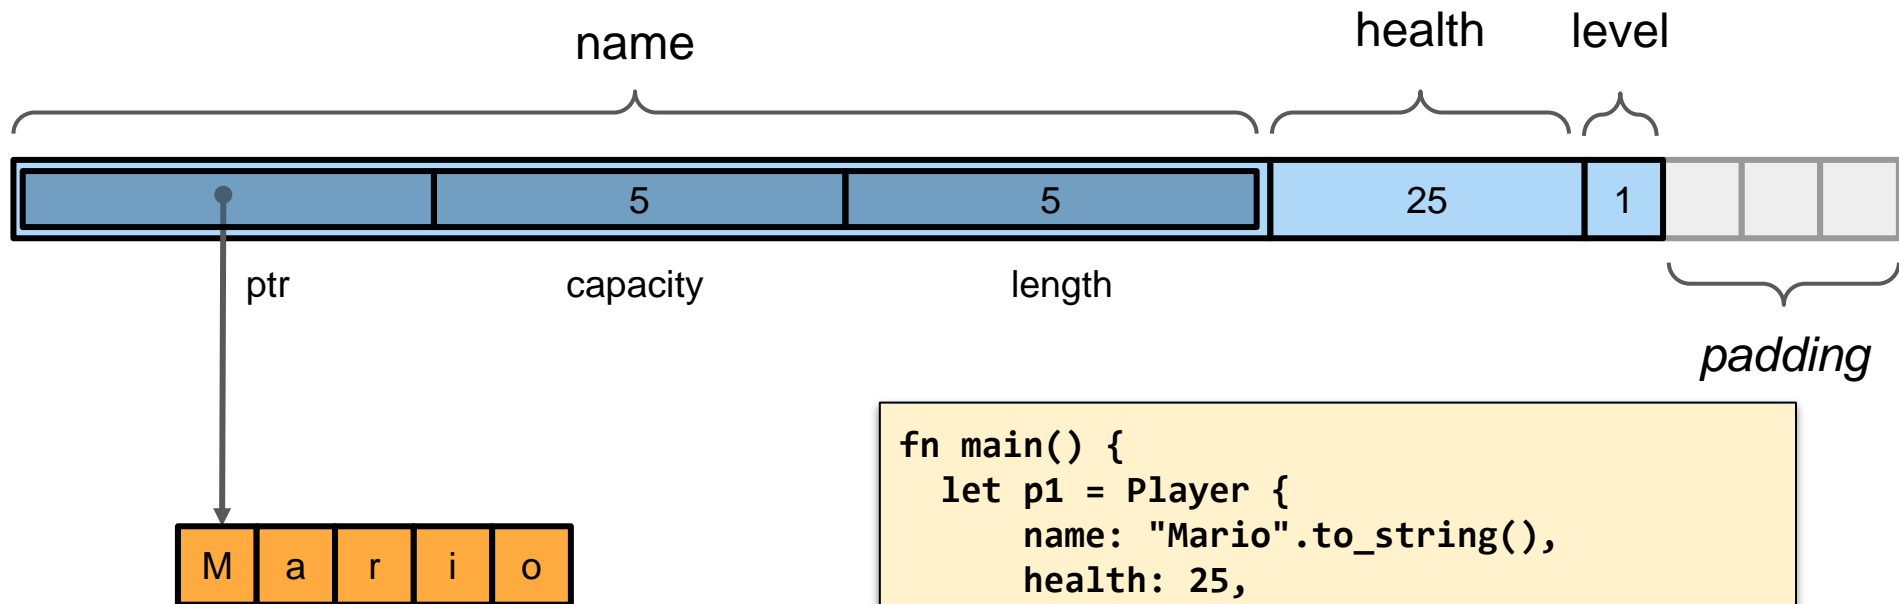 name health level
5 5 25 1
ptr capacity length
padding
M a r i o
fn main() {
let p1 = Player {
name: "Mario".to_string(),
health: 25,